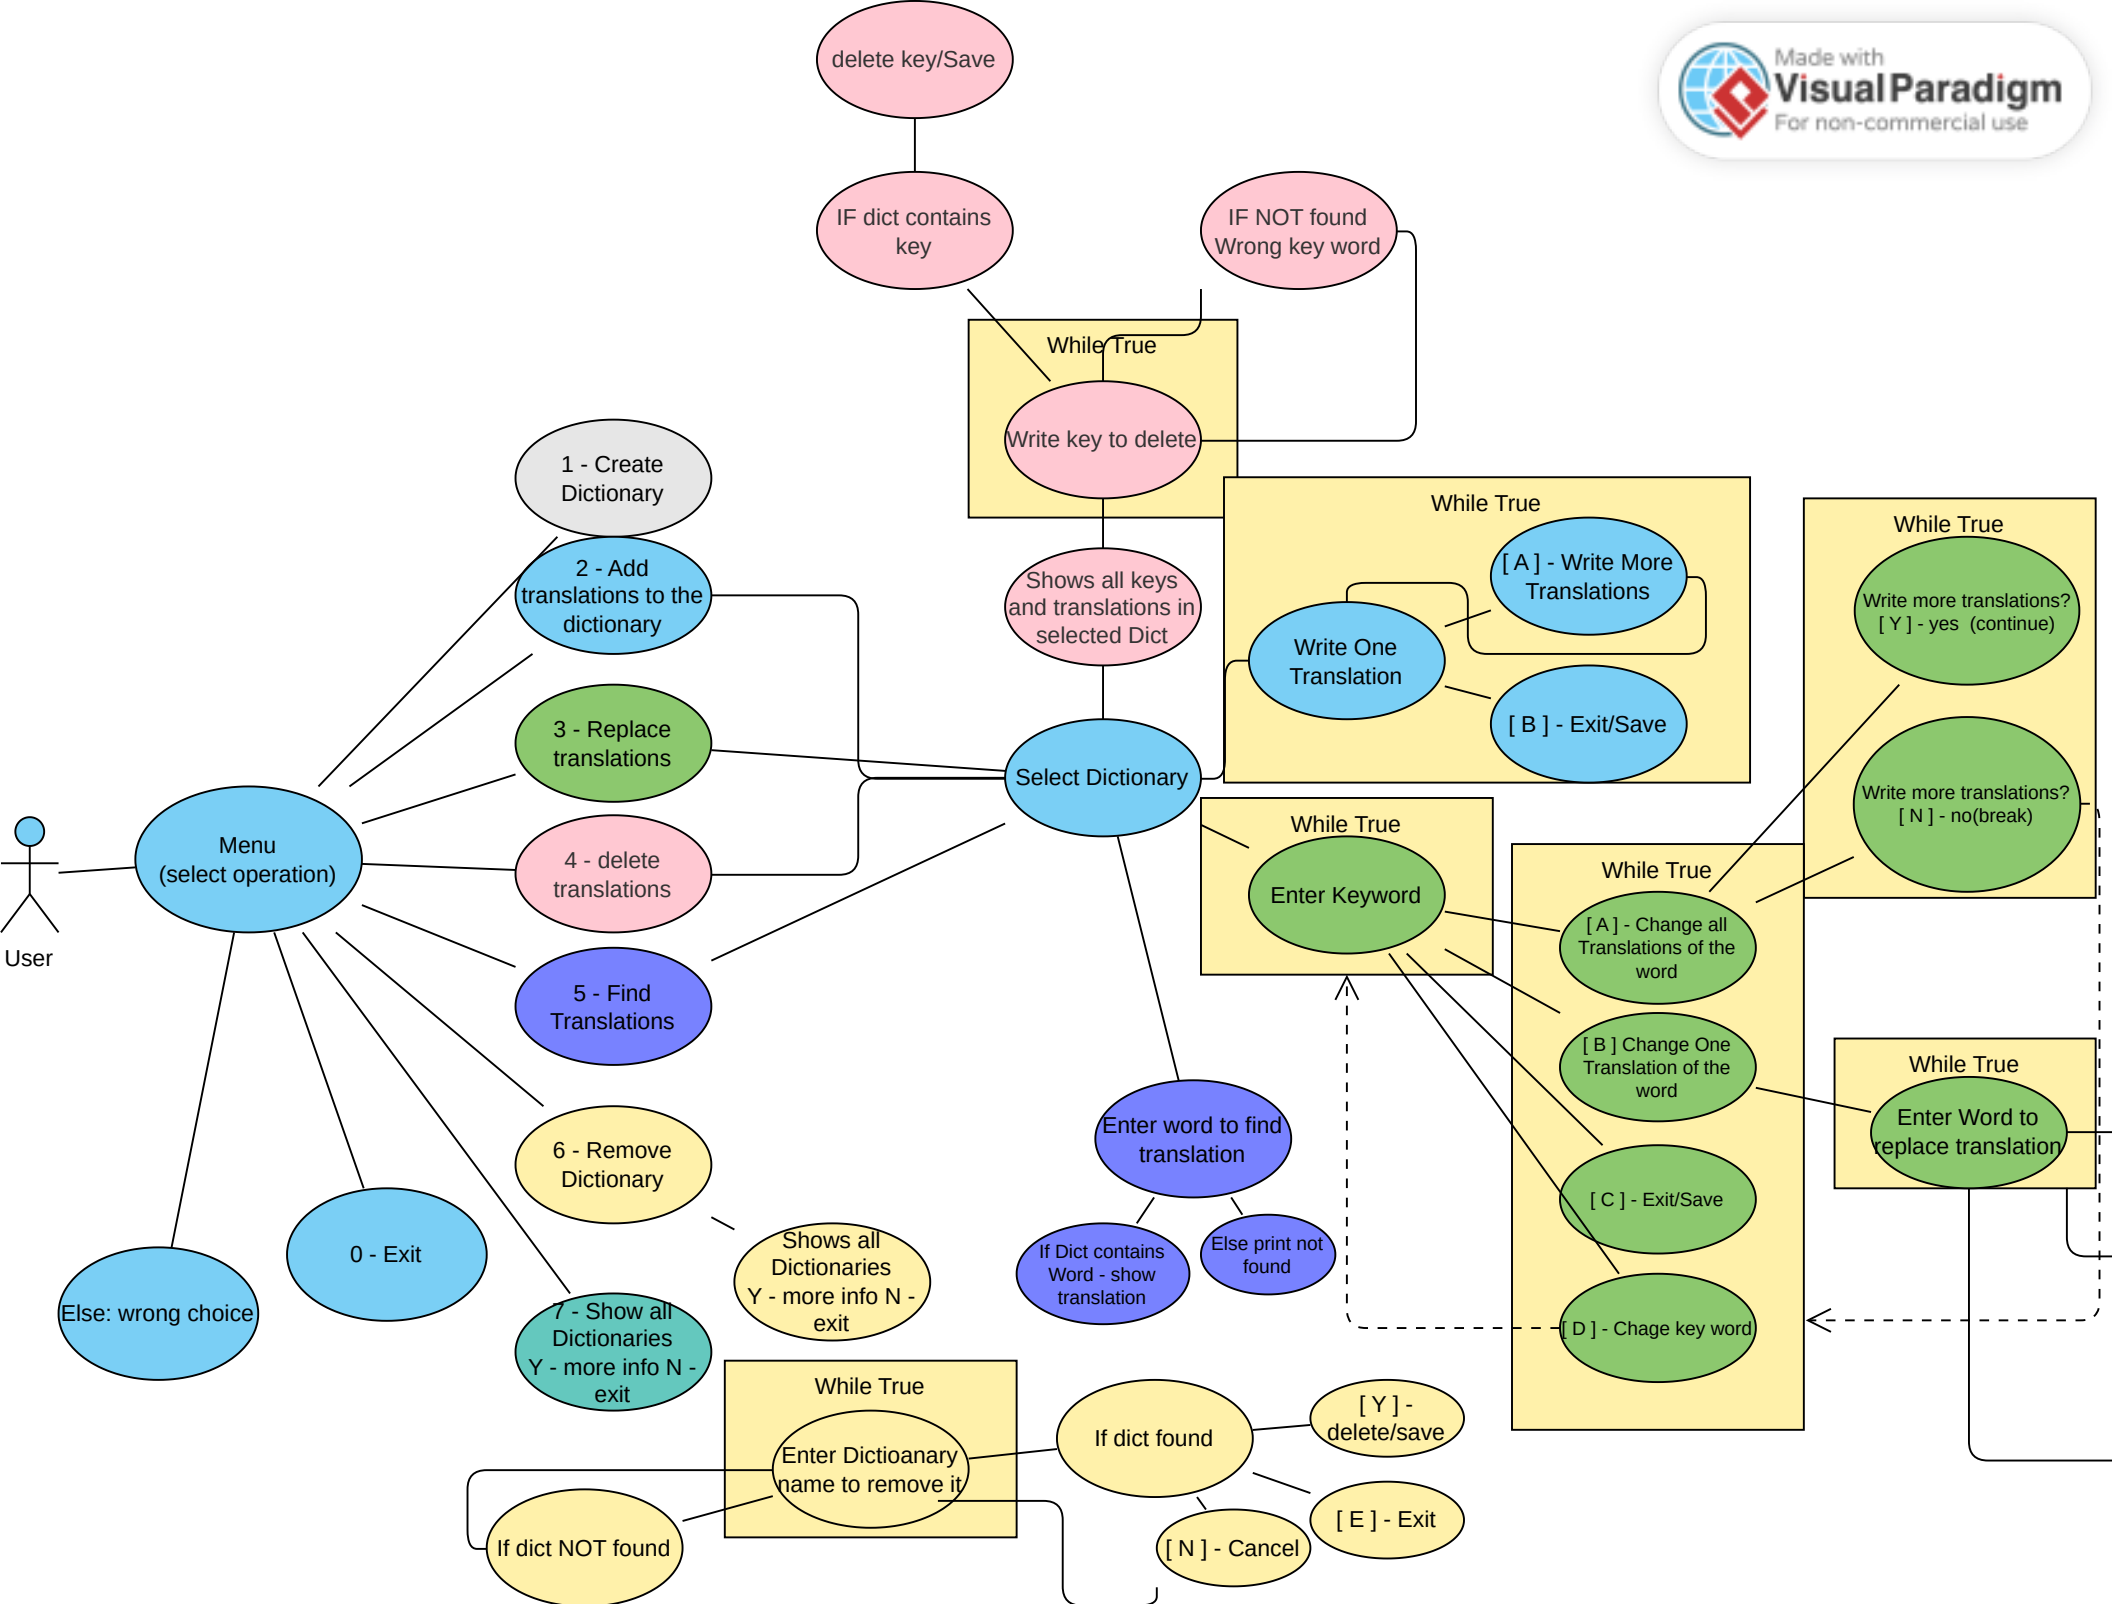 delete key/Save
Made with
Visual Paradigm
For non-commercial use
IF dict contains
key
IF NOT found
Wrong key word
While True
Write key to delete
1 - Create
Dictionary
2 - Add
translations to the
dictionary
3 - Replace
translations
4 - delete
translations
5 - Find
Translations
6 - Remove
Dictionary
7 - Show all
Dictionaries
Y - more info N -
exit
Menu
(select operation)
User
Else: wrong choice
0 - Exit
Shows all keys
and translations in
selected Dict
Select Dictionary
While True
[ A ] - Write More
Translations
Write One
Translation
[ B ] - Exit/Save
While True
Write more translations?
[ Y ] - yes  (continue)
Write more translations?
[ N ] - no(break)
While True
Enter Keyword
While True
[ A ] - Change all
Translations of the
word
[ B ] Change One
Translation of the
word
[ C ] - Exit/Save
[ D ] - Chage key word
While True
Enter Word to
replace translation
Enter word to find
translation
If Dict contains
Word - show
translation
Else print not
found
Shows all
Dictionaries
Y - more info N -
exit
While True
Enter Dictioanary
name to remove it
If dict NOT found
If dict found
[ Y ] -
delete/save
[ E ] - Exit
[ N ] - Cancel